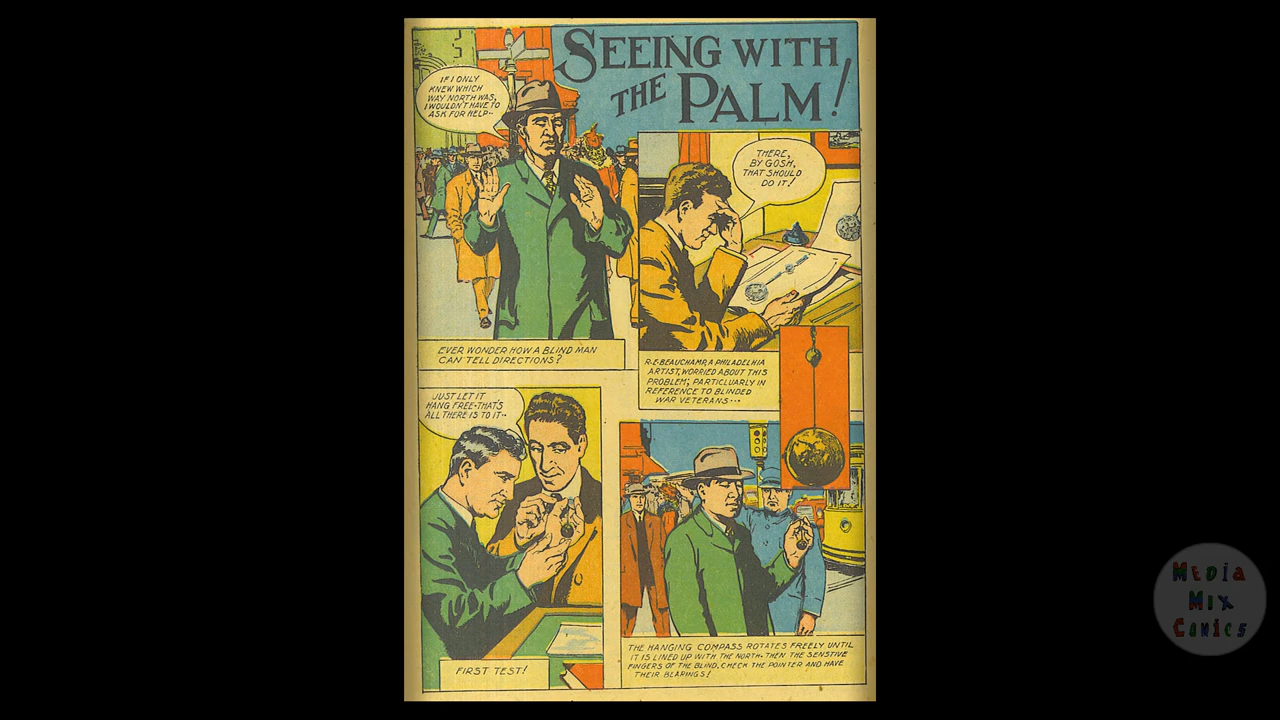 SEEING WITH
THE PALM!
IF I ONLY
KNEW WHICH
WAY NORTH WAS,
I WOULDN'T HAVE TO
ASK FOR HELP--
EVER WONDER HOW A BLIND MAN
CAN TELL DIRECTIONS?
THERE,
BY GOSH,
THAT SHOULD
DO IT!
R.E. BEAUCHAMP, A PHILADELHIA
ARTIST, WORRIED ABOUT THIS
PROBLEM, PARTICLUARLY IN
REFERENCE TO BLINDED
WAR VETERANS...
JUST LET IT
HANG FREE-THAT'S
ALL THERE IS TO IT--
FIRST TEST!
THE HANGING COMPASS ROTATES FREELY UNTIL
IT IS LINED UP WITH THE NORTH. THEN THE SENSTIVE
FINGERS OF THE BLIND, CHECK THE POINTER AND HAVE
THEIR BEARINGS!
MEDIA
MIX
COMICS